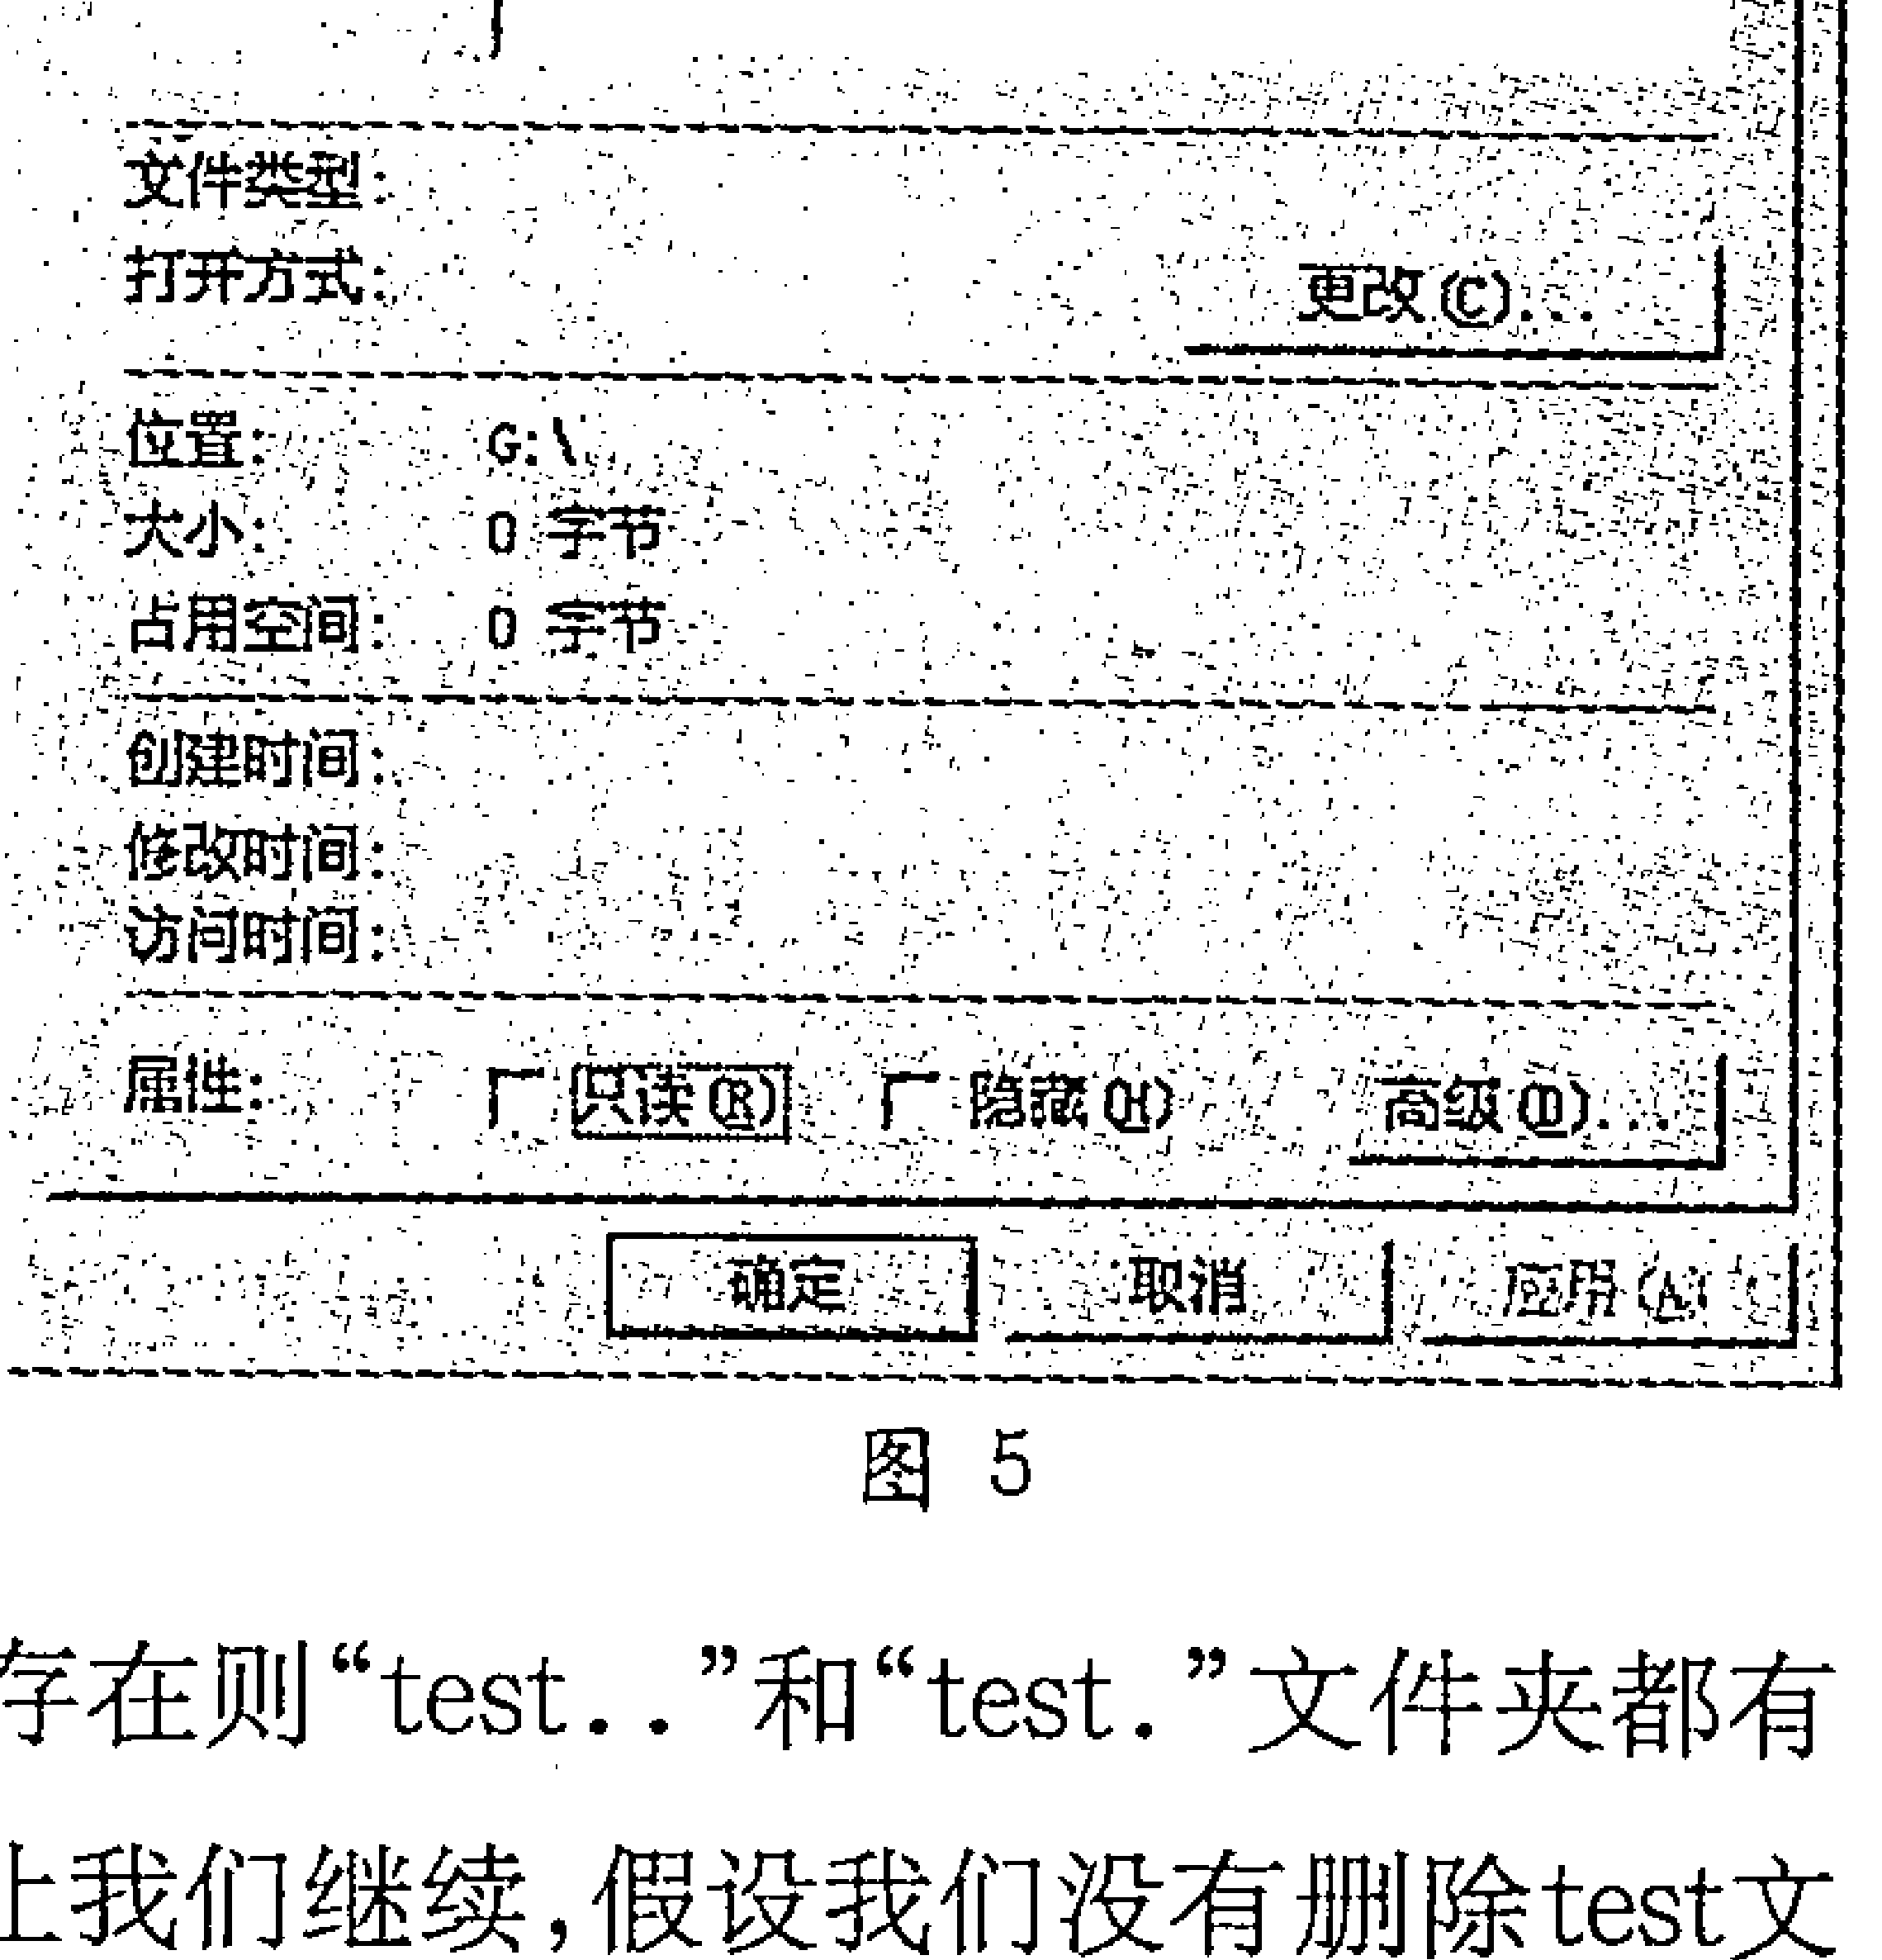 文件类型:
打开方式: 更改(C)...
位置: G:\
大小: 0 字节
占用空间: 0 字节
创建时间:
修改时间:
访问时间:
属性: 只读(R) 隐藏(H) 高级(D)...
确定 取消 应用(A)
图 5
存在则“test..”和“test.”文件夹都有
上我们继续,假设我们没有删除test文